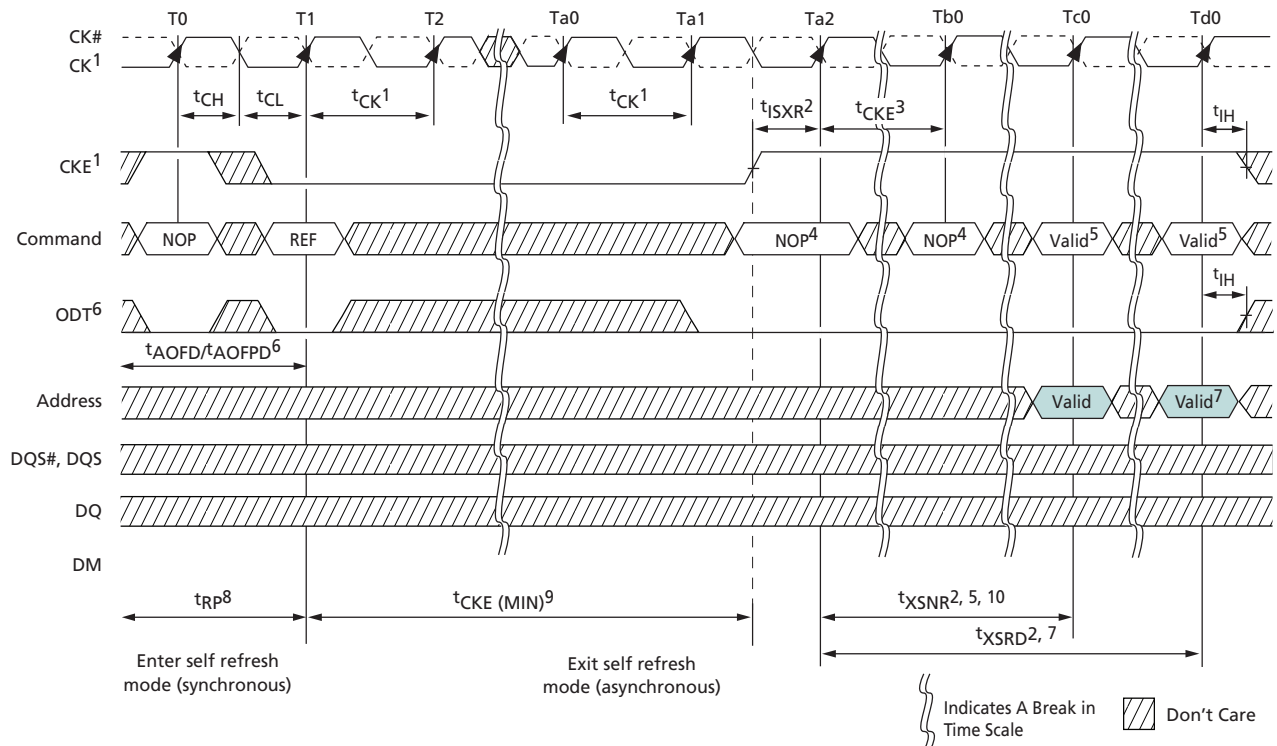 T0 T1 T2 Ta0 Ta1 Ta2 Tb0 Tc0 Td0
CK#
CK1
tCH tCL tCK1 tCK1 tISXR2 tCKE3 tIH
CKE1
Command NOP REF NOP4 NOP4 Valid5 Valid5
tIH
ODT6
tAOFD/tAOFPD6
Address Valid Valid7
DQS#, DQS
DQ
DM
tRP8 tCKE (MIN)9 tXSNR2, 5, 10
tXSRD2, 7
Enter self refresh
mode (synchronous)
Exit self refresh
mode (asynchronous)
Indicates A Break in
Time Scale
Don't Care